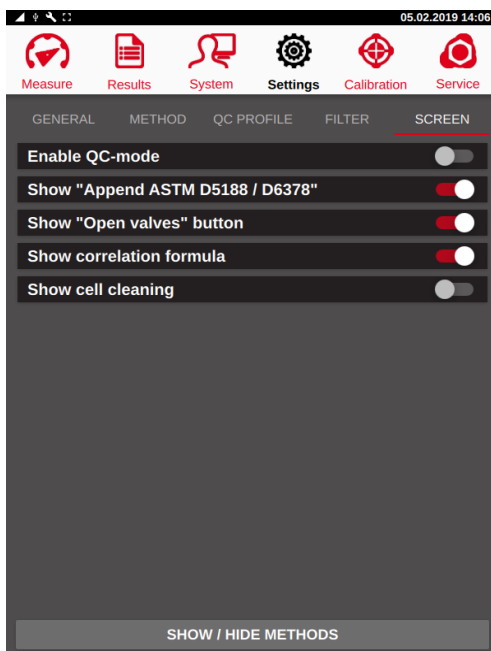 05.02.2019 14:06
Measure Results System Settings Calibration Service
GENERAL METHOD QC PROFILE FILTER SCREEN
Enable QC-mode
Show "Append ASTM D5188 / D6378"
Show "Open valves" button
Show correlation formula
Show cell cleaning
SHOW / HIDE METHODS